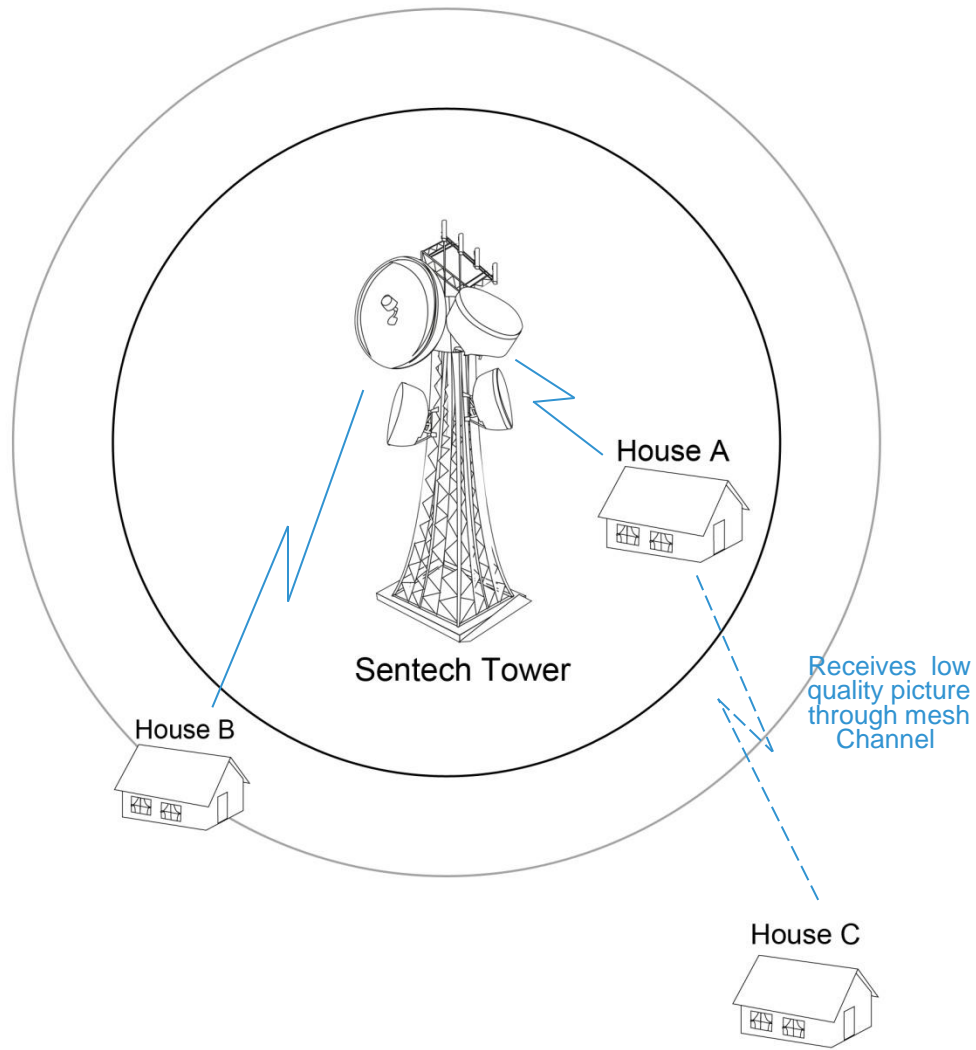 House A
Sentech Tower
Receives low
quality picture
through mesh
Channel
House B
House C